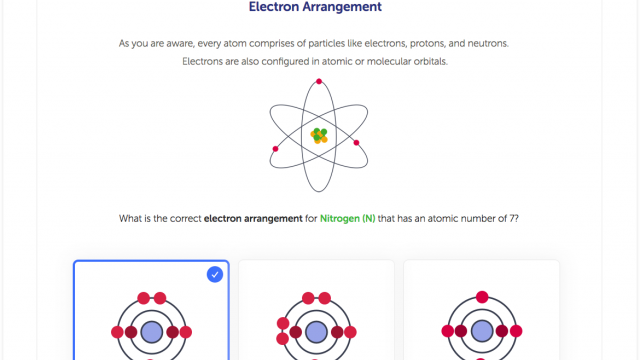 Electron Arrangement
As you are aware, every atom comprises of particles like electrons, protons, and neutrons.
Electrons are also configured in atomic or molecular orbitals.
What is the correct electron arrangement for Nitrogen (N) that has an atomic number of 7?